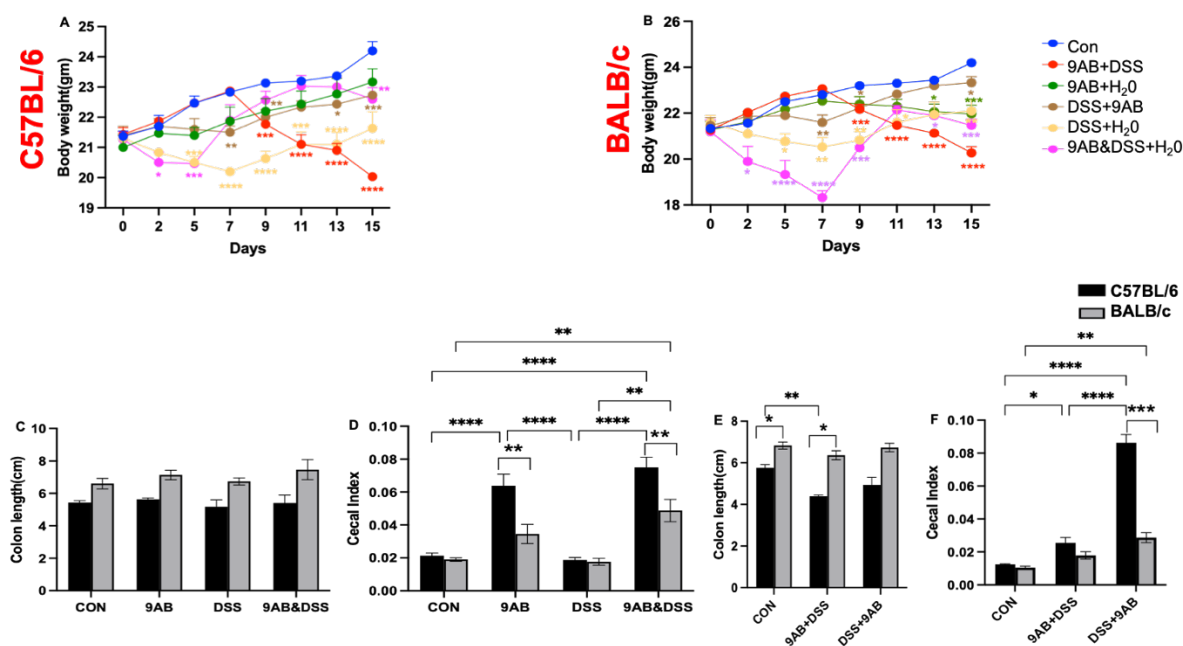 A
C57BL/6
Body weight(gm)
25
24
23
22
21
20
19
0 2 5 7 9 11 13 15
Days
* *** *** ** **** *** ** **** **** *** **** * **** **** ** *** **** ****
B
BALB/c
Body weight(gm)
24
22
20
18
0 2 5 7 9 11 13 15
Days
Con
9AB+DSS
9AB+H₂0
DSS+9AB
DSS+H₂0
9AB&DSS+H₂0
C57BL/6
BALB/c
C
Colon length(cm)
10
8
6
4
2
0
CON 9AB DSS 9AB&DSS
D
Cecal Index
0.10
0.08
0.06
0.04
0.02
0.00
CON 9AB DSS 9AB&DSS
**
****
**
**** **** ****
** **
E
Colon length(cm)
8
6
4
2
0
CON 9AB+DSS DSS+9AB
**
* *
F
Cecal Index
0.10
0.08
0.06
0.04
0.02
0.00
CON 9AB+DSS DSS+9AB
**
****
* ****
***